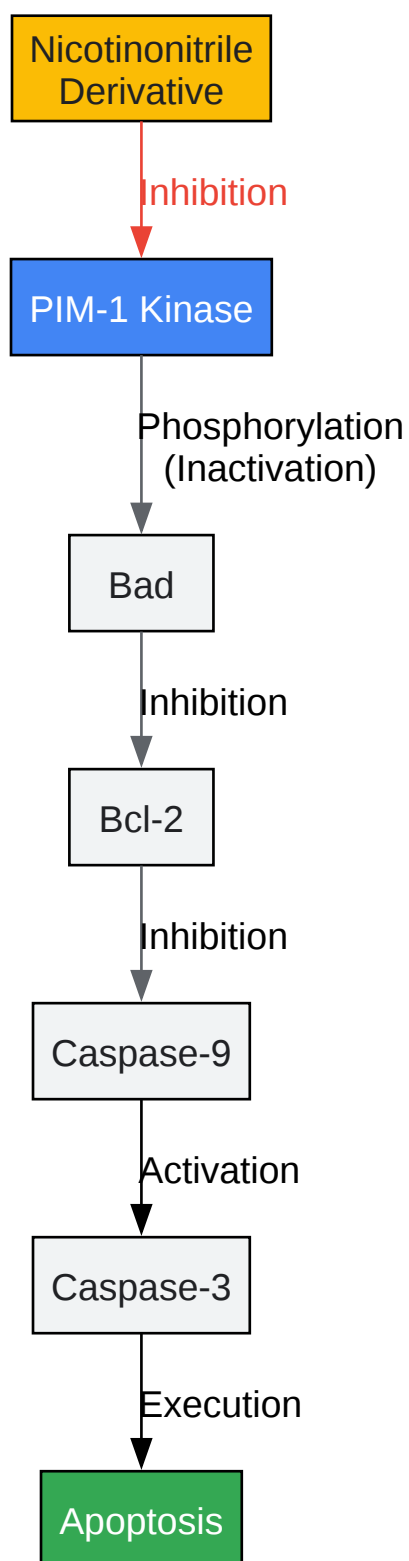 Nicotinonitrile
Derivative
Inhibition
PIM-1 Kinase
Phosphorylation
(Inactivation)
Bad
Inhibition
Bcl-2
Inhibition
Caspase-9
Activation
Caspase-3
Execution
Apoptosis